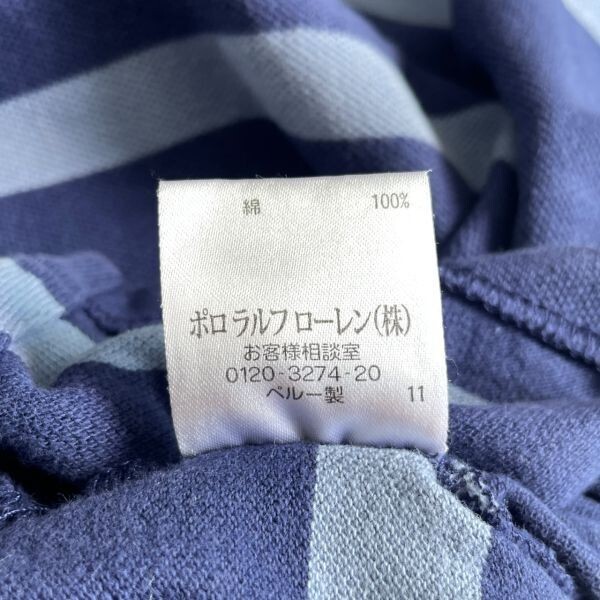 綿 100%
ポロ ラルフ ローレン(株)
お客様相談室
0120-3274-20
ペルー製 11